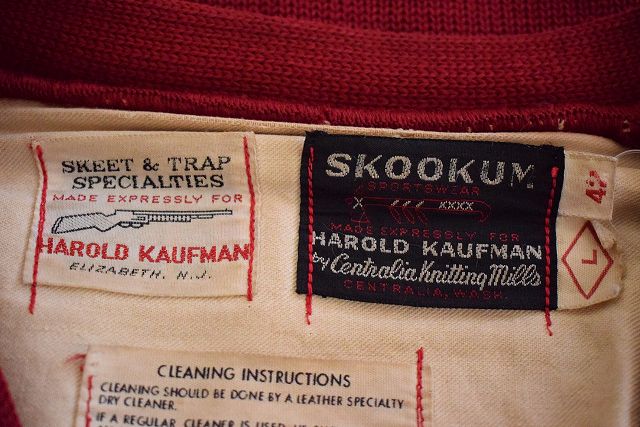 SKEET & TRAP
SPECIALTIES
MADE EXPRESSLY FOR
HAROLD KAUFMAN
ELIZABETH, N.J.
SKOOKUM
SPORTSWEAR
XXXX
MADE EXPRESSLY FOR
HAROLD KAUFMAN
by Centralia Knitting Mills
CENTRALIA, WASH.
L
CLEANING INSTRUCTIONS
CLEANING SHOULD BE DONE BY A LEATHER SPECIALTY
DRY CLEANER.
IF A REGULAR CLEANER IS USED